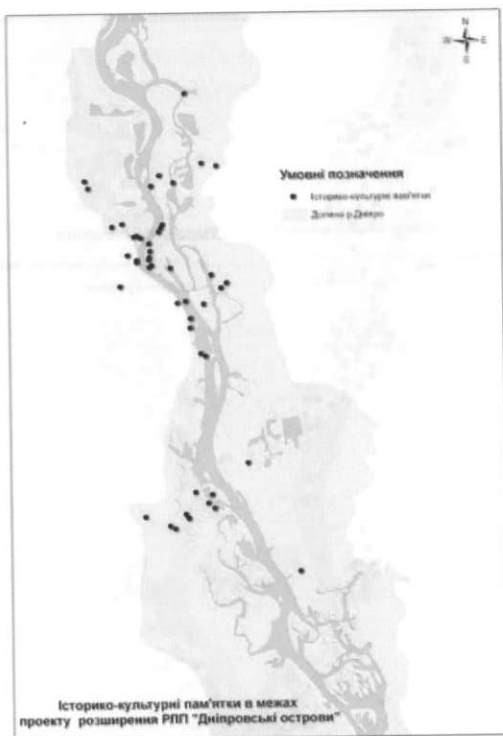 N
W E
S
Умовні позначення
Історико-культурні пам'ятки
Долина р.Дніпро
Історико-культурні пам'ятки в межах
проекту розширення РЛП "Дніпровські острови"